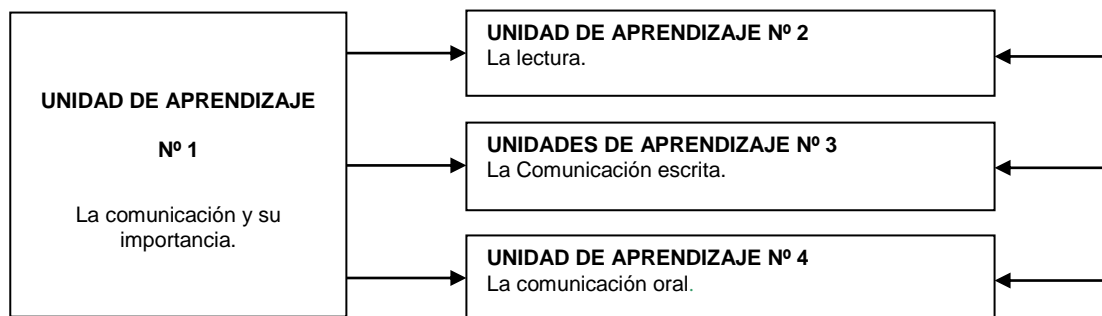 UNIDAD DE APRENDIZAJE
Nº 1
La comunicación y su
importancia.
UNIDAD DE APRENDIZAJE Nº 2
La lectura.
UNIDADES DE APRENDIZAJE Nº 3
La Comunicación escrita.
UNIDAD DE APRENDIZAJE Nº 4
La comunicación oral.